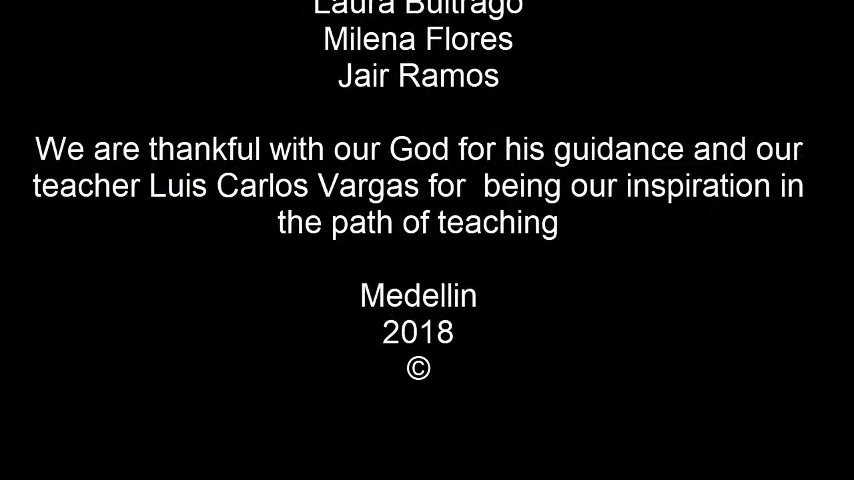 Laura Buitrago
Milena Flores
Jair Ramos
We are thankful with our God for his guidance and our
teacher Luis Carlos Vargas for  being our inspiration in
the path of teaching
Medellin
2018
©